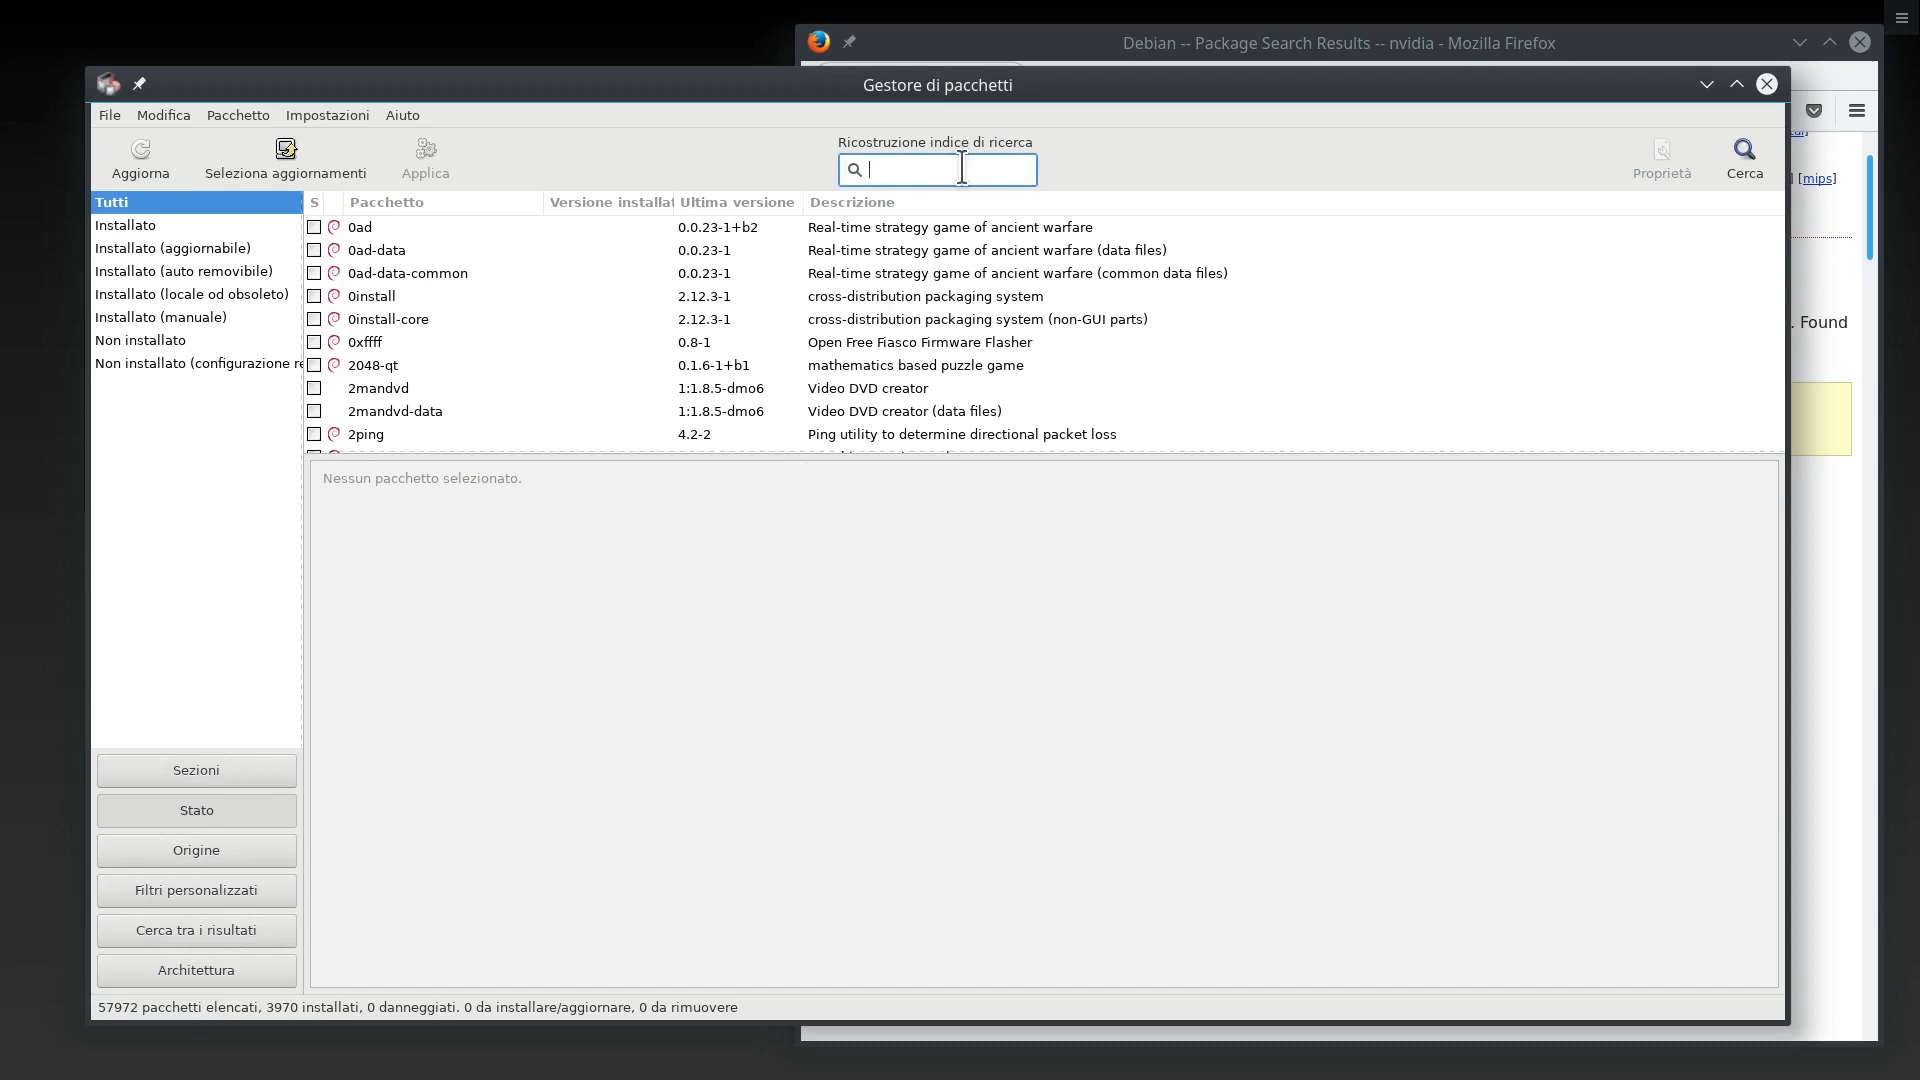 Debian -- Package Search Results -- nvidia - Mozilla Firefox
Gestore di pacchetti
File Modifica Pacchetto Impostazioni Aiuto
Ricostruzione indice di ricerca
Aggiorna Seleziona aggiornamenti Applica Proprietà Cerca
] [mips]
Tutti
Installato
Installato (aggiornabile)
Installato (auto removibile)
Installato (locale od obsoleto)
Installato (manuale)
Non installato
Non installato (configurazione re
S Pacchetto Versione installat Ultima versione Descrizione
0ad 0.0.23-1+b2 Real-time strategy game of ancient warfare
0ad-data 0.0.23-1 Real-time strategy game of ancient warfare (data files)
0ad-data-common 0.0.23-1 Real-time strategy game of ancient warfare (common data files)
0install 2.12.3-1 cross-distribution packaging system
0install-core 2.12.3-1 cross-distribution packaging system (non-GUI parts)
0xffff 0.8-1 Open Free Fiasco Firmware Flasher
2048-qt 0.1.6-1+b1 mathematics based puzzle game
2mandvd 1:1.8.5-dmo6 Video DVD creator
2mandvd-data 1:1.8.5-dmo6 Video DVD creator (data files)
2ping 4.2-2 Ping utility to determine directional packet loss
. Found
Nessun pacchetto selezionato.
Sezioni
Stato
Origine
Filtri personalizzati
Cerca tra i risultati
Architettura
57972 pacchetti elencati, 3970 installati, 0 danneggiati. 0 da installare/aggiornare, 0 da rimuovere